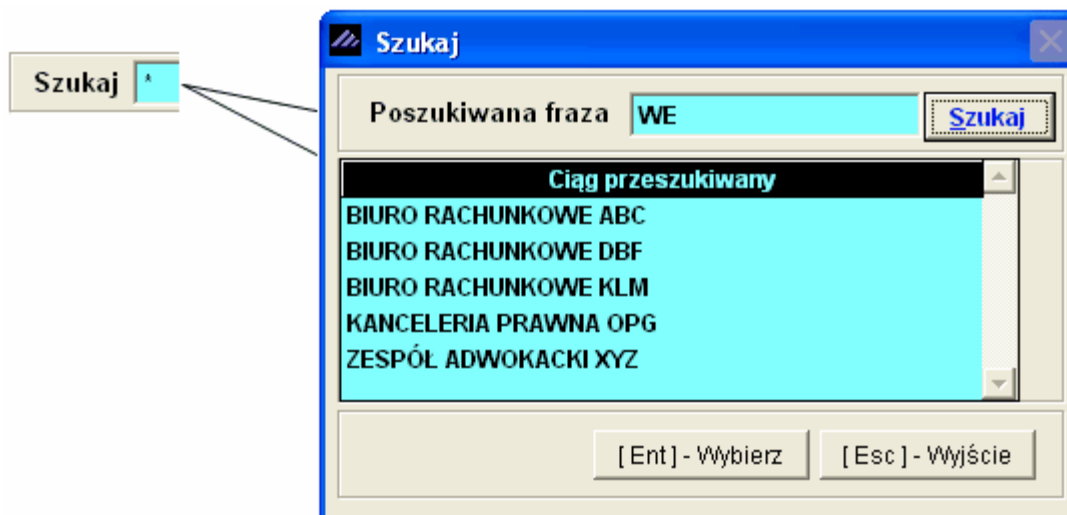 Szukaj *
Szukaj
Poszukiwana fraza WE Szukaj
Ciąg przeszukiwany
BIURO RACHUNKOWE ABC
BIURO RACHUNKOWE DBF
BIURO RACHUNKOWE KLM
KANCELERIA PRAWNA OPG
ZESPÓŁ ADWOKACKI XYZ
[ Ent ] - Wybierz [ Esc ] - Wyjście